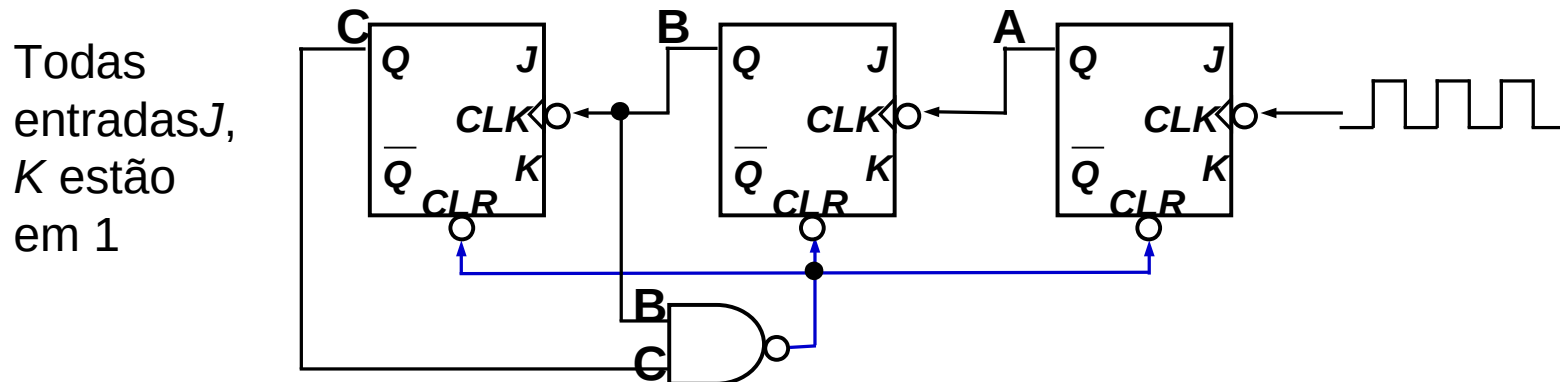 Todas
entradasJ,
K estão
em 1
C
Q J
CLK
Q K
CLR
B
Q J
CLK
Q K
CLR
A
Q J
CLK
Q K
CLR
B
C